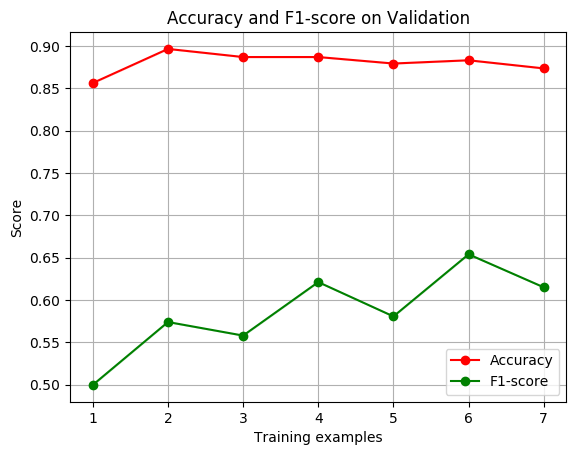 Accuracy and F1-score on Validation
Score
0.90
0.85
0.80
0.75
0.70
0.65
0.60
0.55
0.50
Accuracy
F1-score
1 2 3 4 5 6 7
Training examples